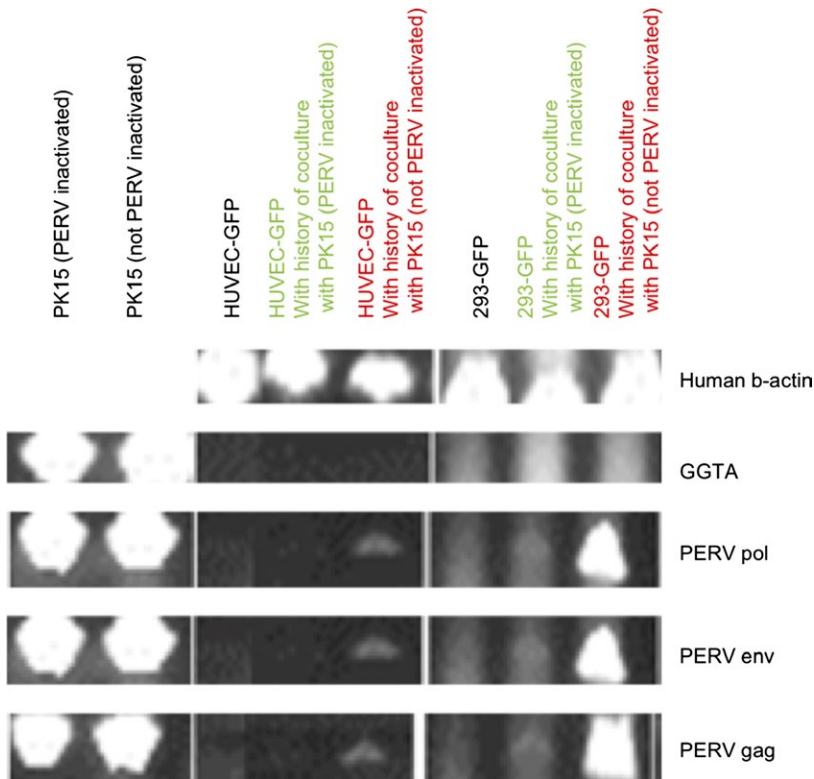 PK15 (PERV inactivated)
PK15 (not PERV inactivated)
HUVEC-GFP
HUVEC-GFP
With history of coculture
with PK15 (PERV inactivated)
HUVEC-GFP
With history of coculture
with PK15 (not PERV inactivated)
293-GFP
293-GFP
With history of coculture
with PK15 (PERV inactivated)
293-GFP
With history of coculture
with PK15 (not PERV inactivated)
Human b-actin
GGTA
PERV pol
PERV env
PERV gag